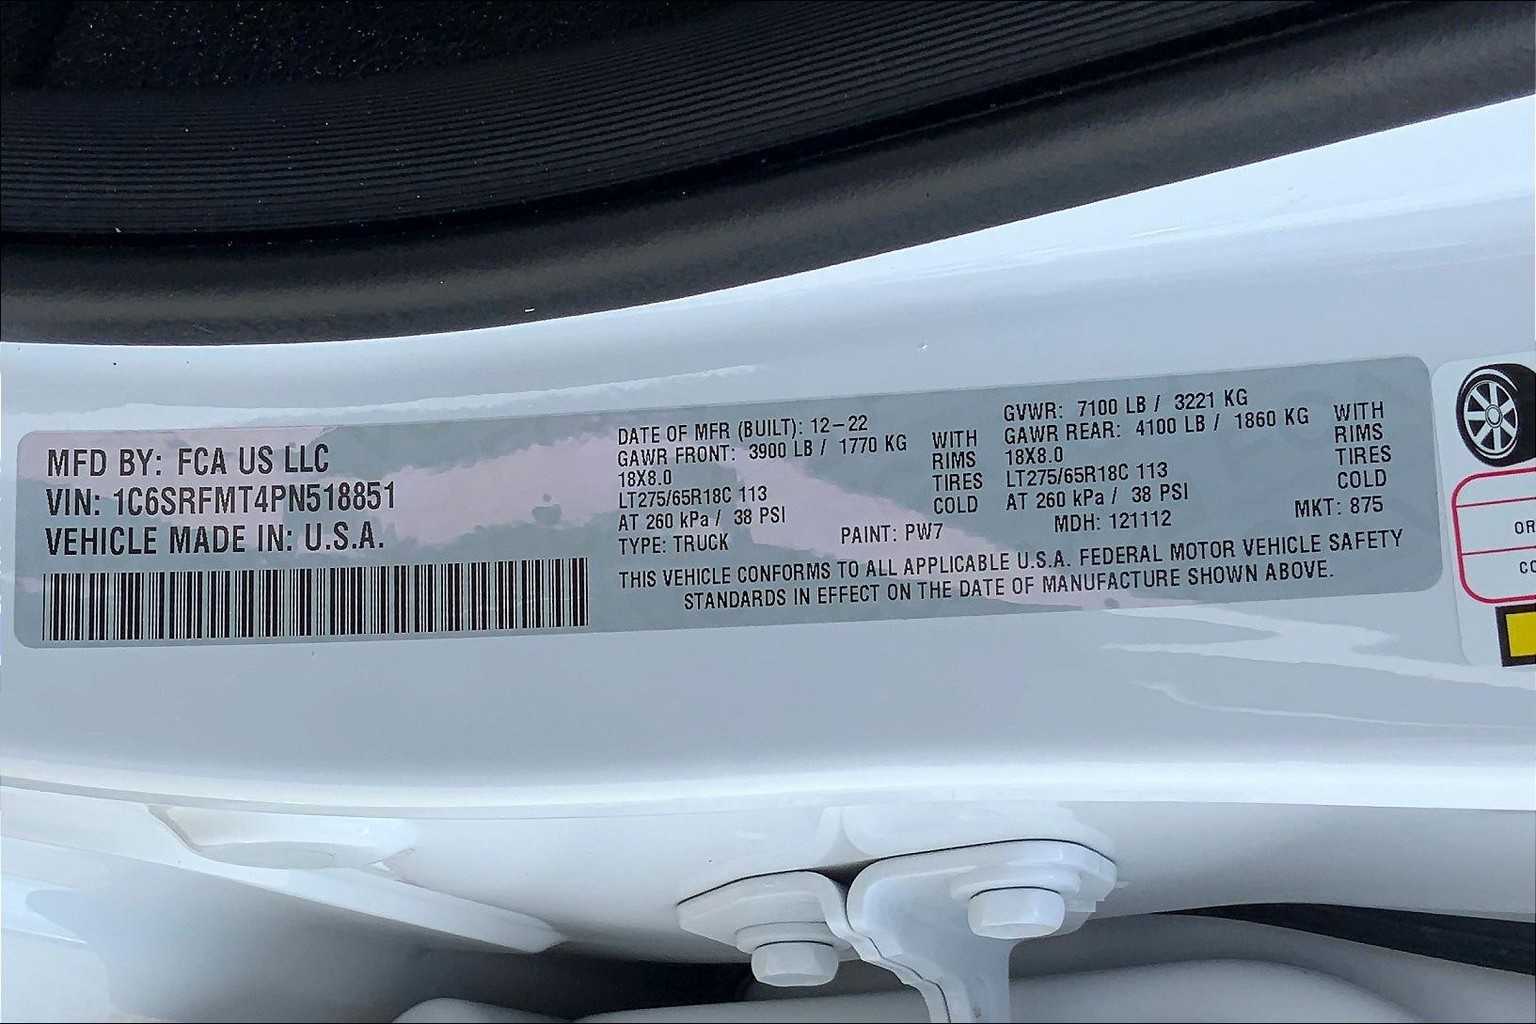 MFD BY: FCA US LLC
VIN: 1C6SRFMT4PN518851
VEHICLE MADE IN: U.S.A.
DATE OF MFR (BUILT): 12-22
GAWR FRONT: 3900 LB / 1770 KG
18X8.0
LT275/65R18C 113
AT 260 kPa / 38 PSI
TYPE: TRUCK
WITH
RIMS
TIRES
COLD
PAINT: PW7
GVWR: 7100 LB / 3221 KG
GAWR REAR: 4100 LB / 1860 KG
18X8.0
LT275/65R18C 113
AT 260 kPa / 38 PSI
MDH: 121112
WITH
RIMS
TIRES
COLD
MKT: 875
THIS VEHICLE CONFORMS TO ALL APPLICABLE U.S.A. FEDERAL MOTOR VEHICLE SAFETY
STANDARDS IN EFFECT ON THE DATE OF MANUFACTURE SHOWN ABOVE.